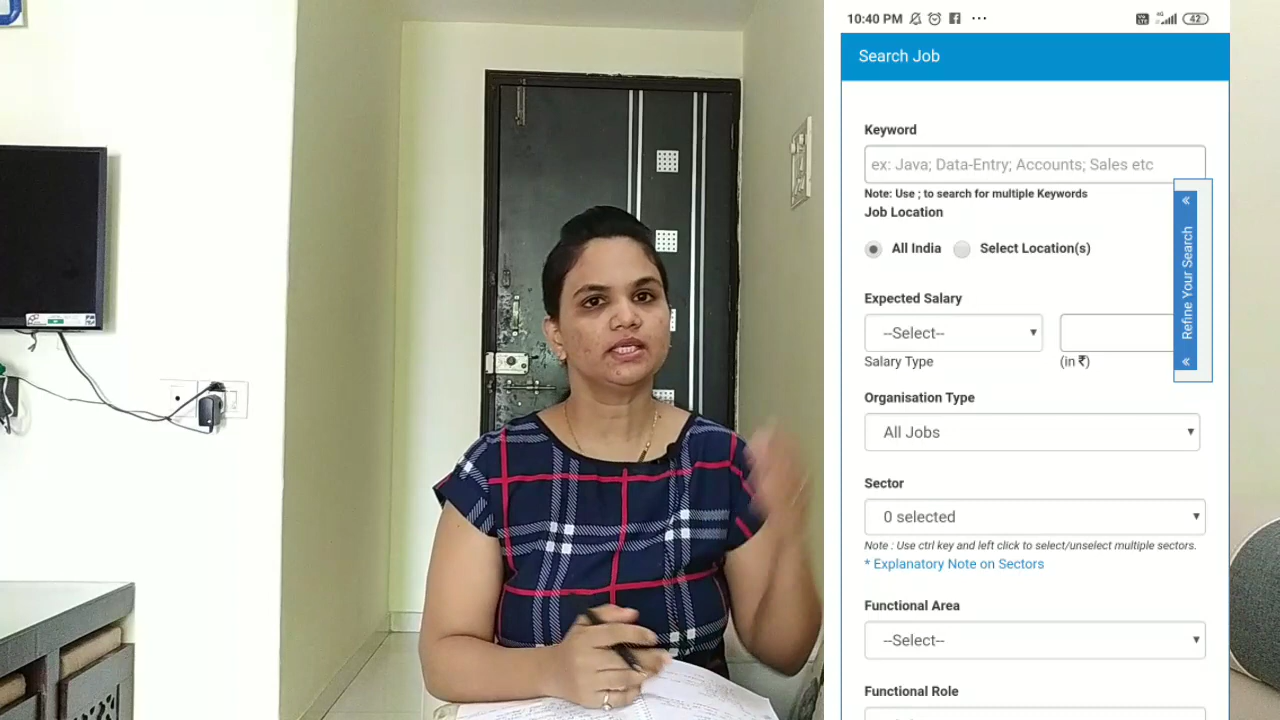 10:40 PM
42
Search Job
Keyword
ex: Java; Data-Entry; Accounts; Sales etc
Note: Use ; to search for multiple Keywords
Job Location
All India
Select Location(s)
Refine Your Search
Expected Salary
--Select--
Salary Type
(in ₹)
Organisation Type
All Jobs
Sector
0 selected
Note : Use ctrl key and left click to select/unselect multiple sectors.
* Explanatory Note on Sectors
Functional Area
--Select--
Functional Role